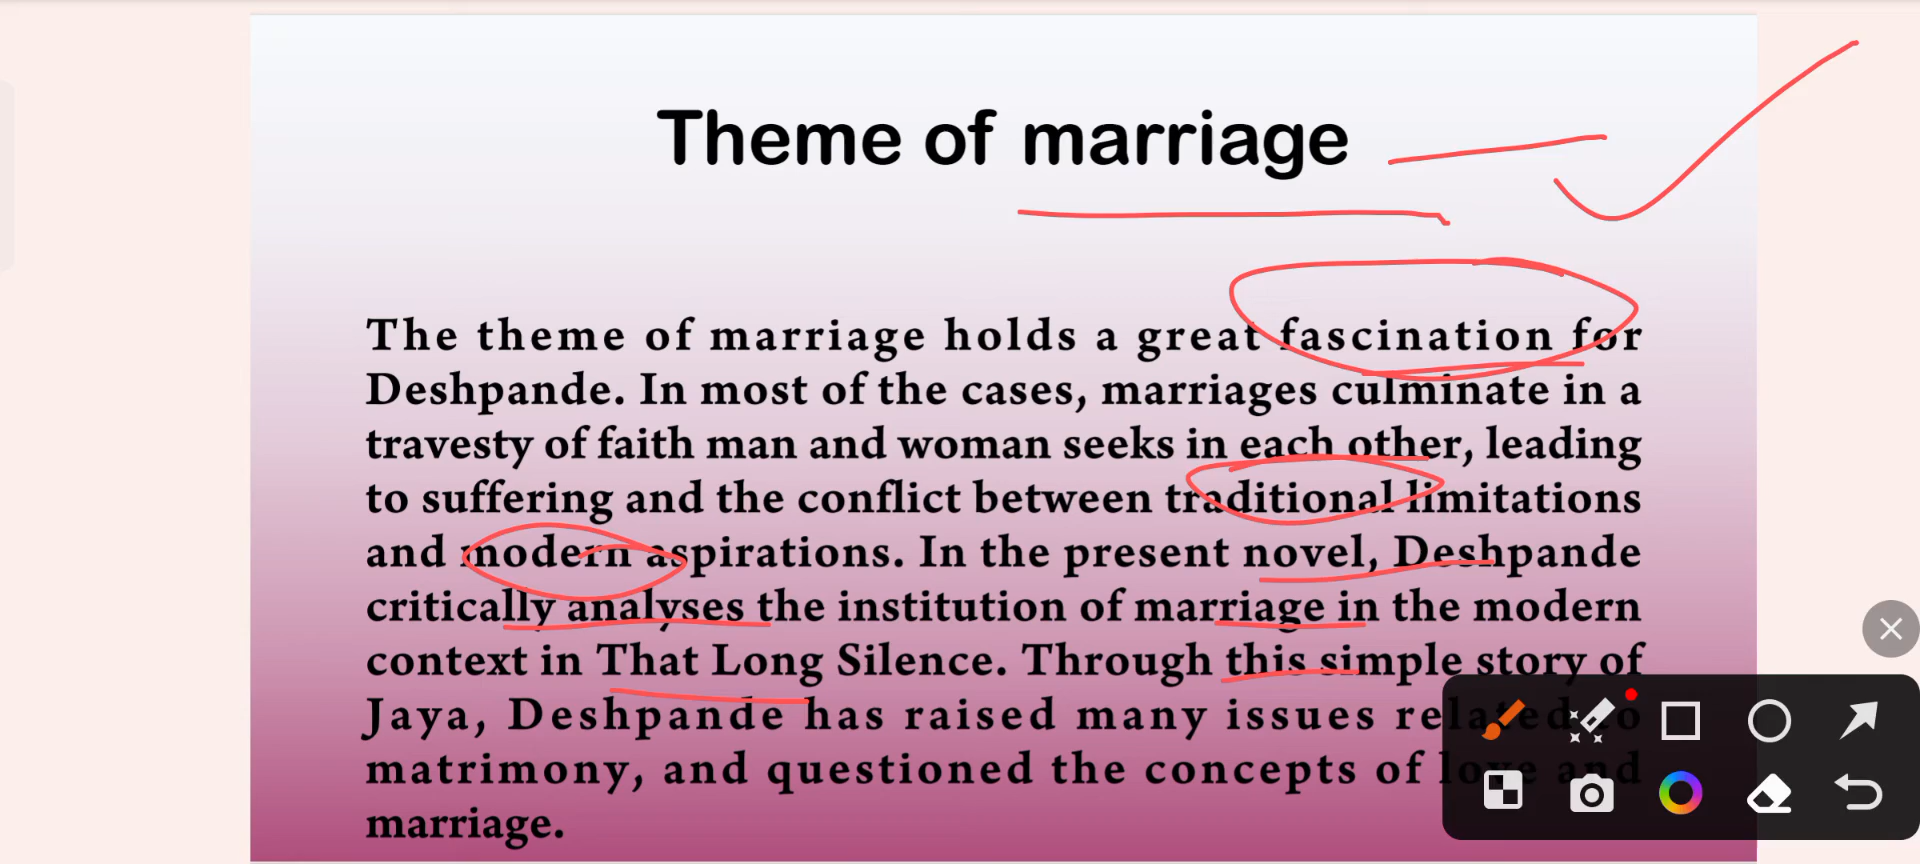 Theme of marriage
The theme of marriage holds a great fascination for
Deshpande. In most of the cases, marriages culminate in a
travesty of faith man and woman seeks in each other, leading
to suffering and the conflict between traditional limitations
and modern aspirations. In the present novel, Deshpande
critically analyses the institution of marriage in the modern
context in That Long Silence. Through this simple story of
Jaya, Deshpande has raised many issues related to
matrimony, and questioned the concepts of love and
marriage.